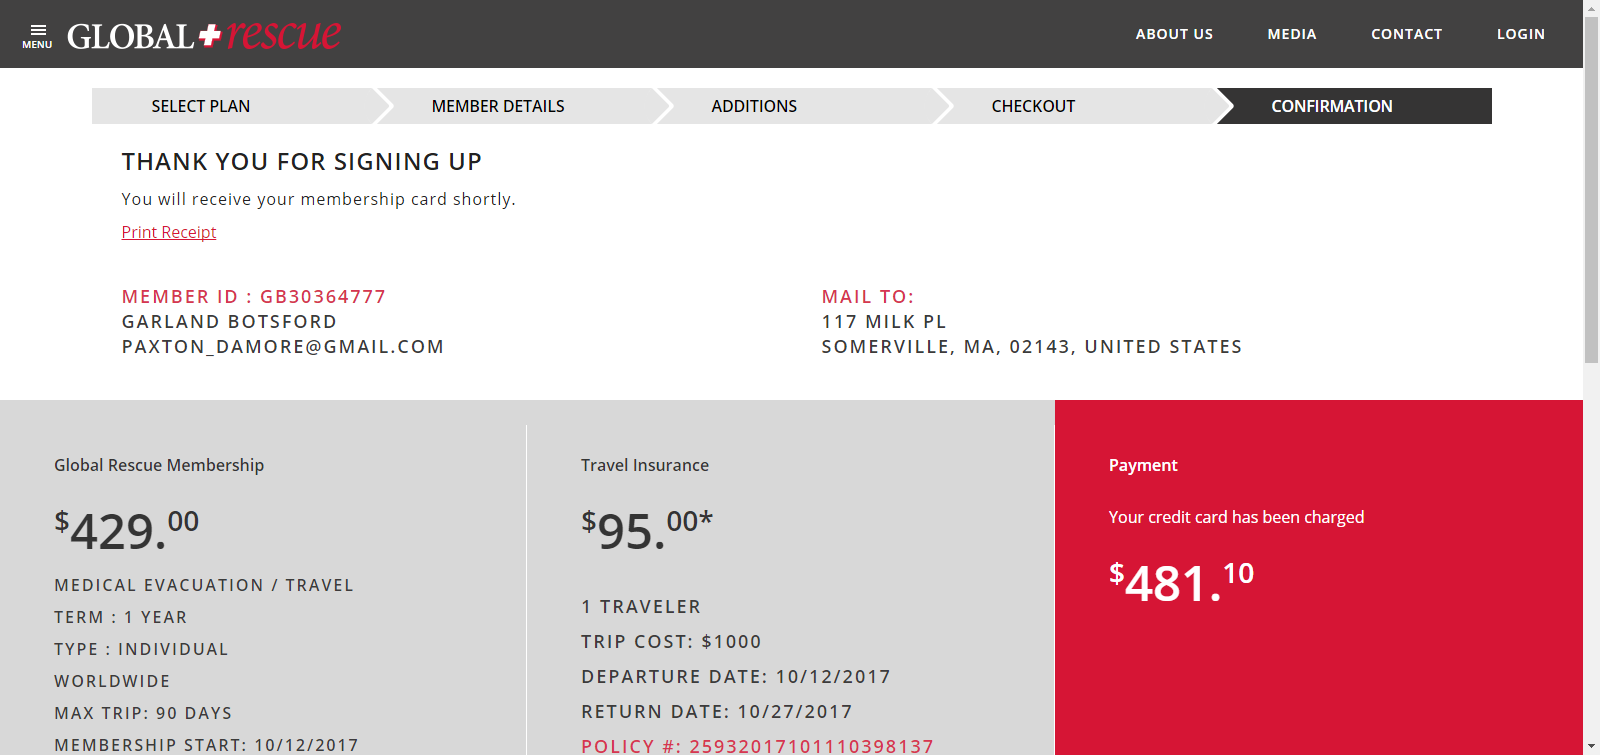 MENU
GLOBAL rescue
ABOUT US
MEDIA
CONTACT
LOGIN
SELECT PLAN
MEMBER DETAILS
ADDITIONS
CHECKOUT
CONFIRMATION
THANK YOU FOR SIGNING UP
You will receive your membership card shortly.
Print Receipt
MEMBER ID : GB30364777
GARLAND BOTSFORD
PAXTON_DAMORE@GMAIL.COM
MAIL TO:
117 MILK PL
SOMERVILLE, MA, 02143, UNITED STATES
Global Rescue Membership
$429.00
MEDICAL EVACUATION / TRAVEL
TERM : 1 YEAR
TYPE : INDIVIDUAL
WORLDWIDE
MAX TRIP: 90 DAYS
MEMBERSHIP START: 10/12/2017
Travel Insurance
$95.00*
1 TRAVELER
TRIP COST: $1000
DEPARTURE DATE: 10/12/2017
RETURN DATE: 10/27/2017
POLICY #: 25932017101110398137
Payment
Your credit card has been charged
$481.10